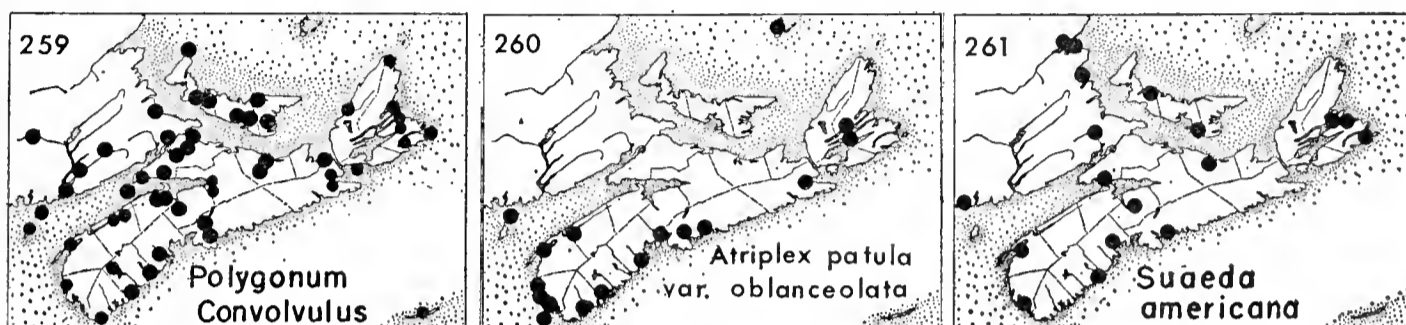 259
Polygonum
Convolvulus
260
Atriplex patula
var. oblanceolata
261
Suaeda
americana